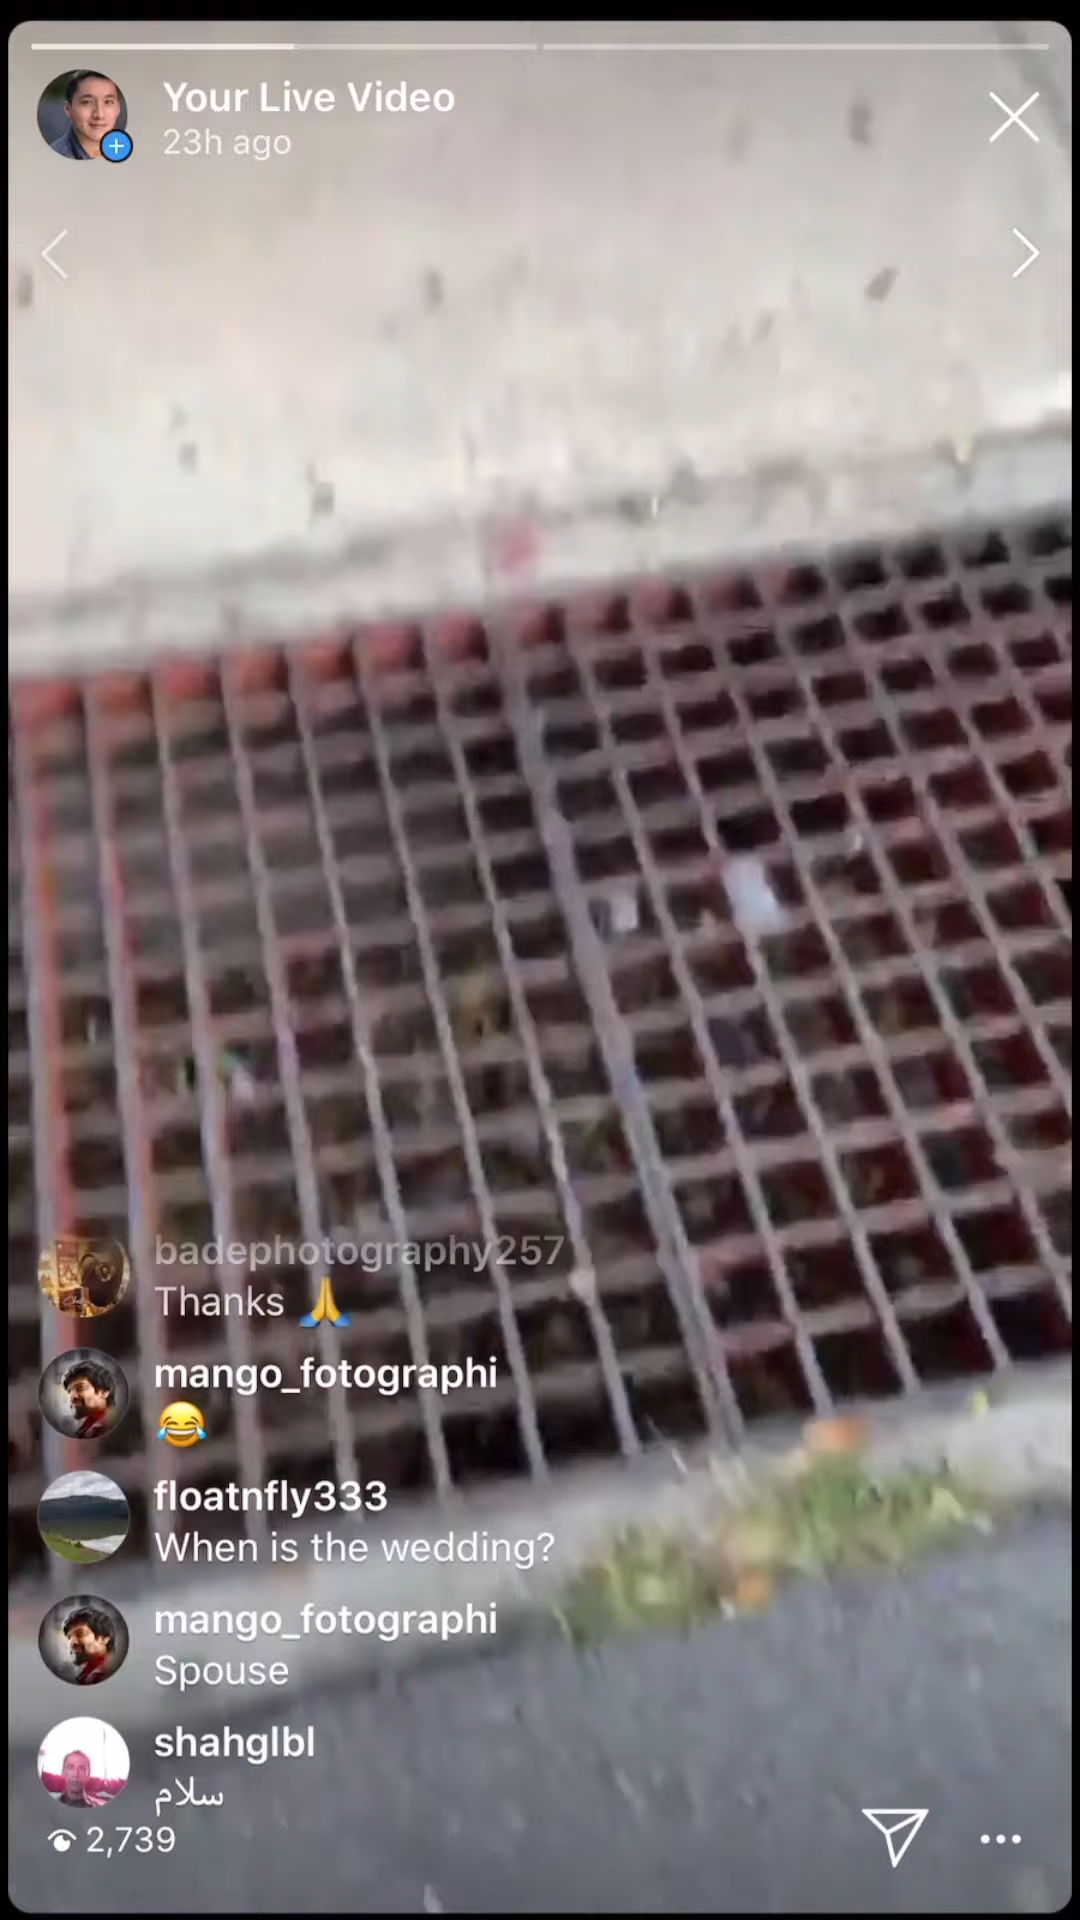 Your Live Video
23h ago
badephotography257
Thanks 🙏
mango_fotographi
😂
floatnfly333
When is the wedding?
mango_fotographi
Spouse
shahglbl
سلام
2,739